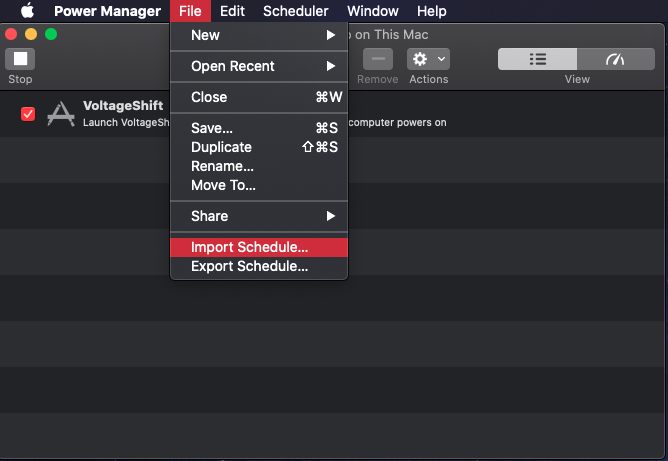 Power Manager File Edit Scheduler Window Help
on This Mac
Stop
Remove Actions View
New
Open Recent
Close ⌘W
Save... ⌘S
Duplicate ⇧⌘S
Rename...
Move To...
Share
Import Schedule...
Export Schedule...
VoltageShift
Launch VoltageSh computer powers on